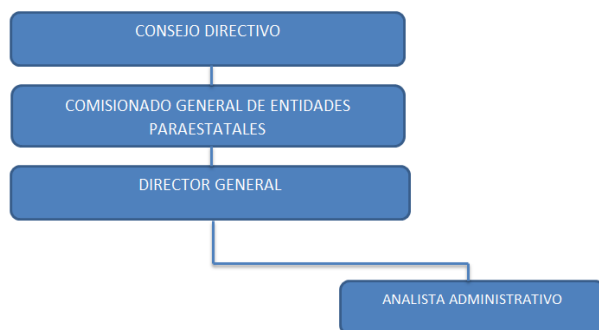 CONSEJO DIRECTIVO
COMISIONADO GENERAL DE ENTIDADES
PARAESTATALES
DIRECTOR GENERAL
ANALISTA ADMINISTRATIVO